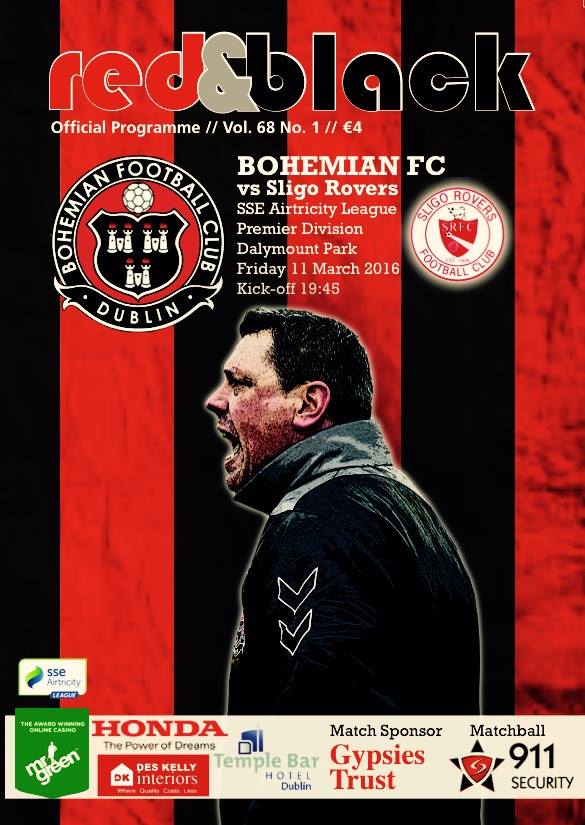 red&black
Official Programme // Vol. 68 No. 1 // €4
BOHEMIAN FC
vs Sligo Rovers
SSE Airtricity League
Premier Division
Dalymount Park
Friday 11 March 2016
Kick-off 19:45
BOHEMIAN FOOTBALL CLUB
DUBLIN
SLIGO ROVERS
SRFC
FOOTBALL CLUB
sse
Airtricity
LEAGUE
THE AWARD WINNING
ONLINE CASINO
mr green
HONDA
The Power of Dreams
DK DES KELLY
interiors
Where Quality Costs Less
Temple Bar
HOTEL
Dublin
Match Sponsor
Gypsies
Trust
Matchball
911
SECURITY